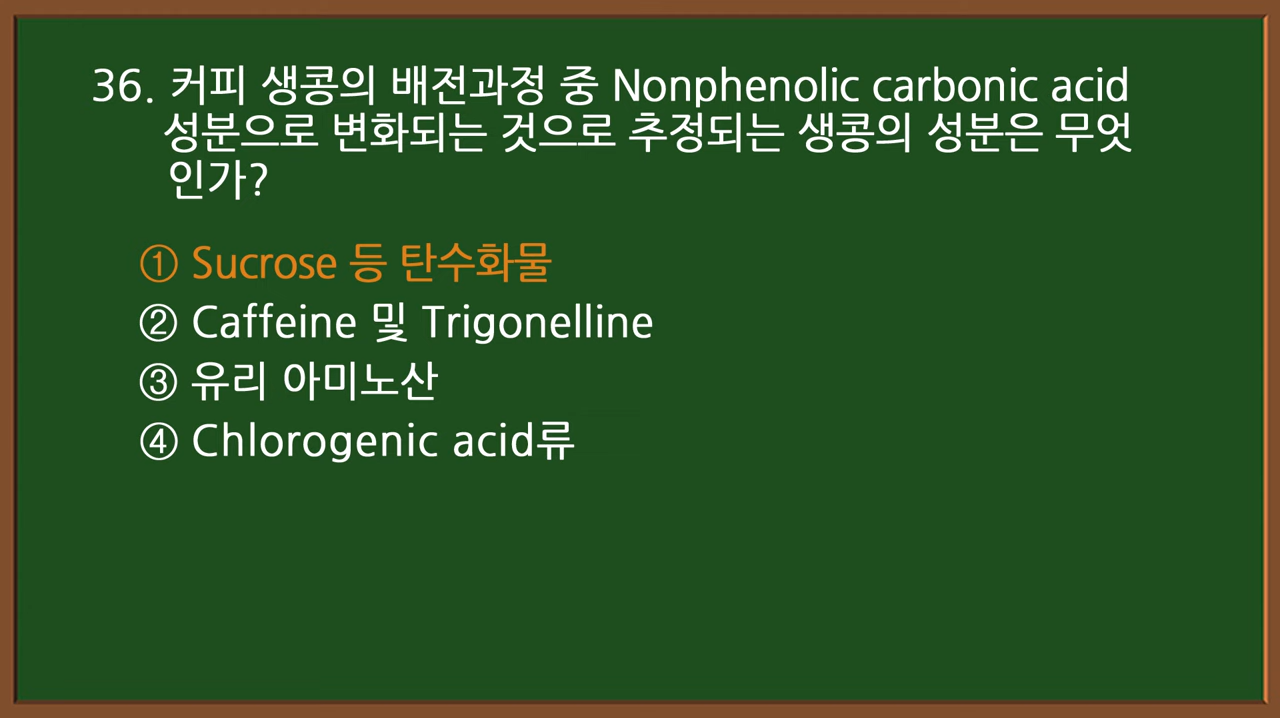 36. 커피 생콩의 배전과정 중 Nonphenolic carbonic acid
성분으로 변화되는 것으로 추정되는 생콩의 성분은 무엇
인가?
① Sucrose 등 탄수화물
② Caffeine 및 Trigonelline
③ 유리 아미노산
④ Chlorogenic acid류